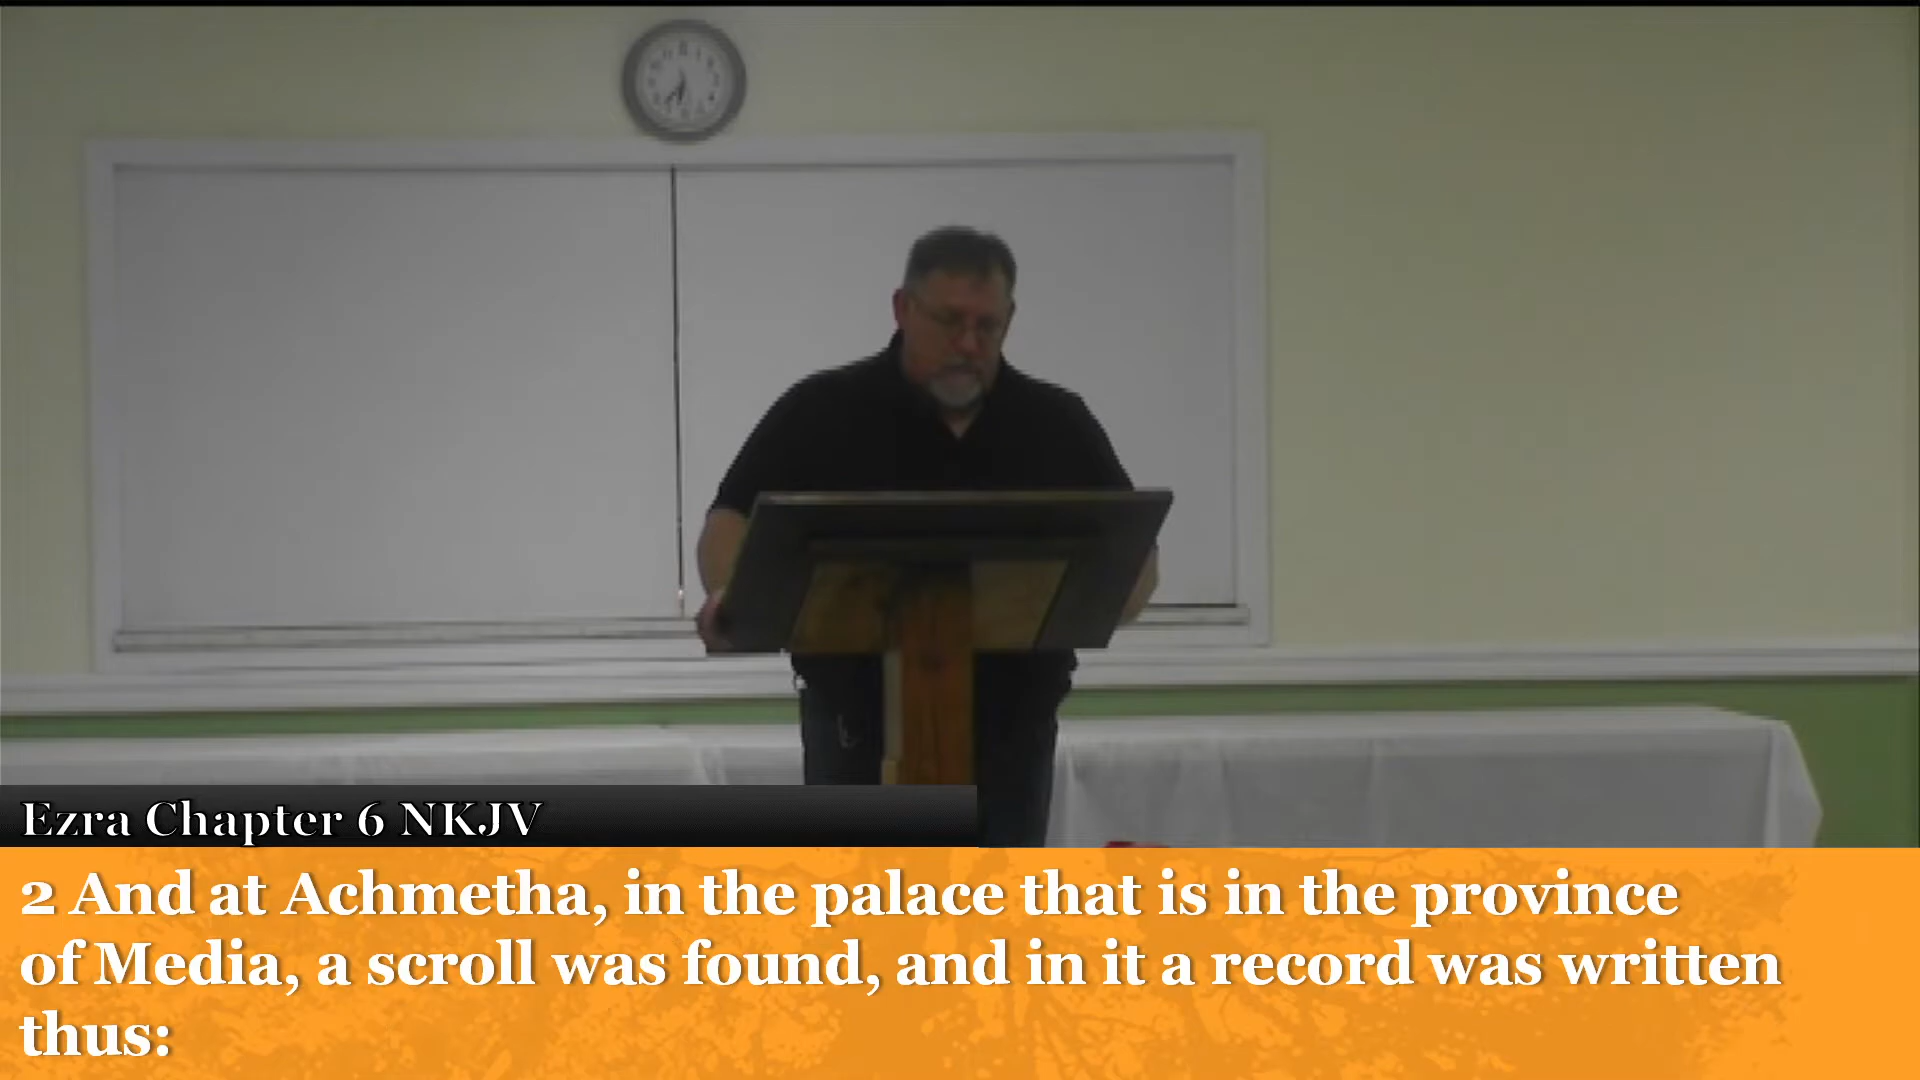 Ezra Chapter 6 NKJV
2 And at Achmetha, in the palace that is in the province
of Media, a scroll was found, and in it a record was written
thus: